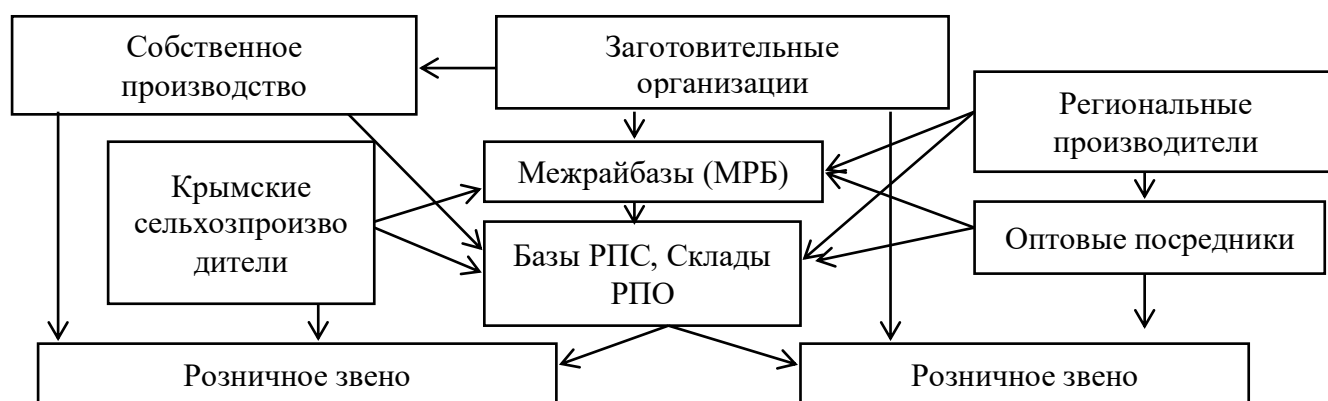 Собственное
производство
Заготовительные
организации
Региональные
производители
Межрайбазы (МРБ)
Крымские
сельхозпроизво
дители
Оптовые посредники
Базы РПС, Склады
РПО
Розничное звено
Розничное звено